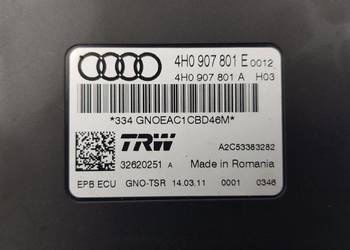 4H0 907 801 E 0012
4H0 907 801 A H03
*334 GNOEAC1CBD46M*
TRW A2C53383282
32620251 A Made in Romania
EPB ECU GNO-TSR 14.03.11 0001 0346